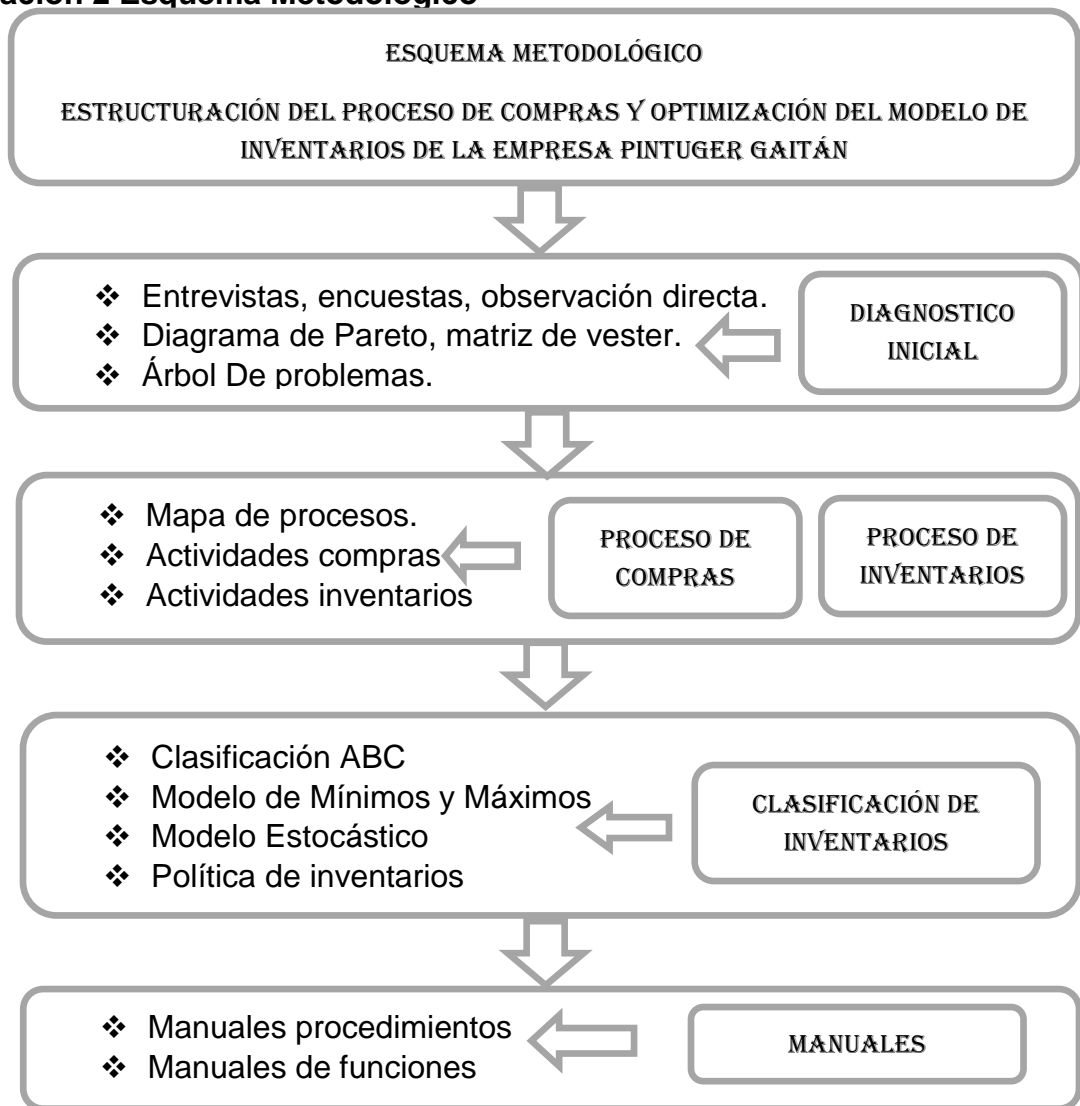 2 Esquema Metodológico
ESQUEMA METODOLÓGICO
ESTRUCTURACIÓN DEL PROCESO DE COMPRAS Y OPTIMIZACIÓN DEL MODELO DE
INVENTARIOS DE LA EMPRESA PINTUGER GAITÁN
❖ Entrevistas, encuestas, observación directa.
❖ Diagrama de Pareto, matriz de vester.
❖ Árbol De problemas.
DIAGNOSTICO
INICIAL
❖ Mapa de procesos.
❖ Actividades compras
❖ Actividades inventarios
PROCESO DE
COMPRAS
PROCESO DE
INVENTARIOS
❖ Clasificación ABC
❖ Modelo de Mínimos y Máximos
❖ Modelo Estocástico
❖ Política de inventarios
CLASIFICACIÓN DE
INVENTARIOS
❖ Manuales procedimientos
❖ Manuales de funciones
MANUALES